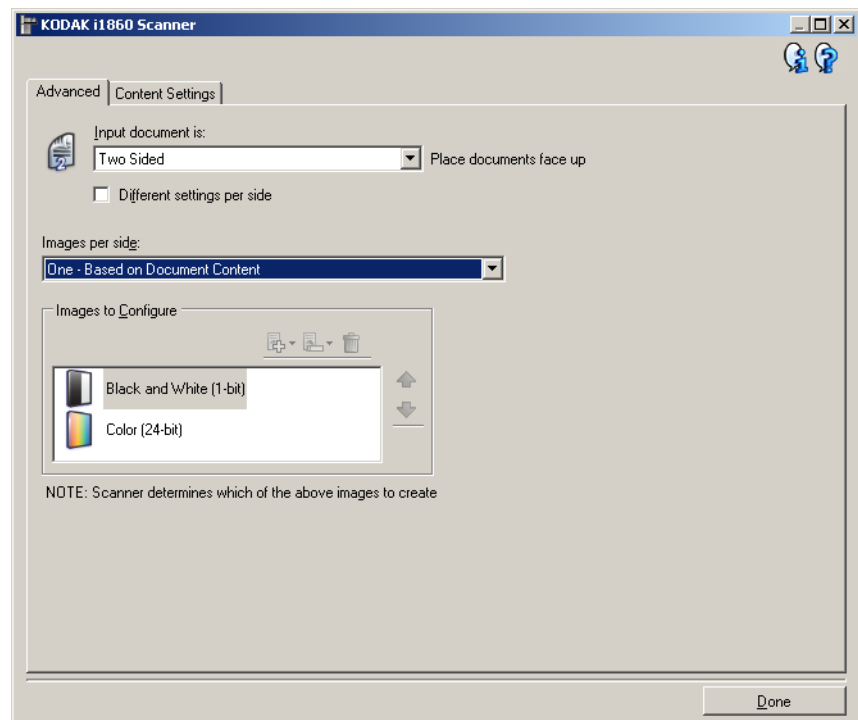 KODAK i1860 Scanner
Advanced
Content Settings
Input document is:
2
Two Sided
Place documents face up
Different settings per side
Images per side:
One - Based on Document Content
Images to Configure
Black and White (1-bit)
Color (24-bit)
NOTE: Scanner determines which of the above images to create
Done